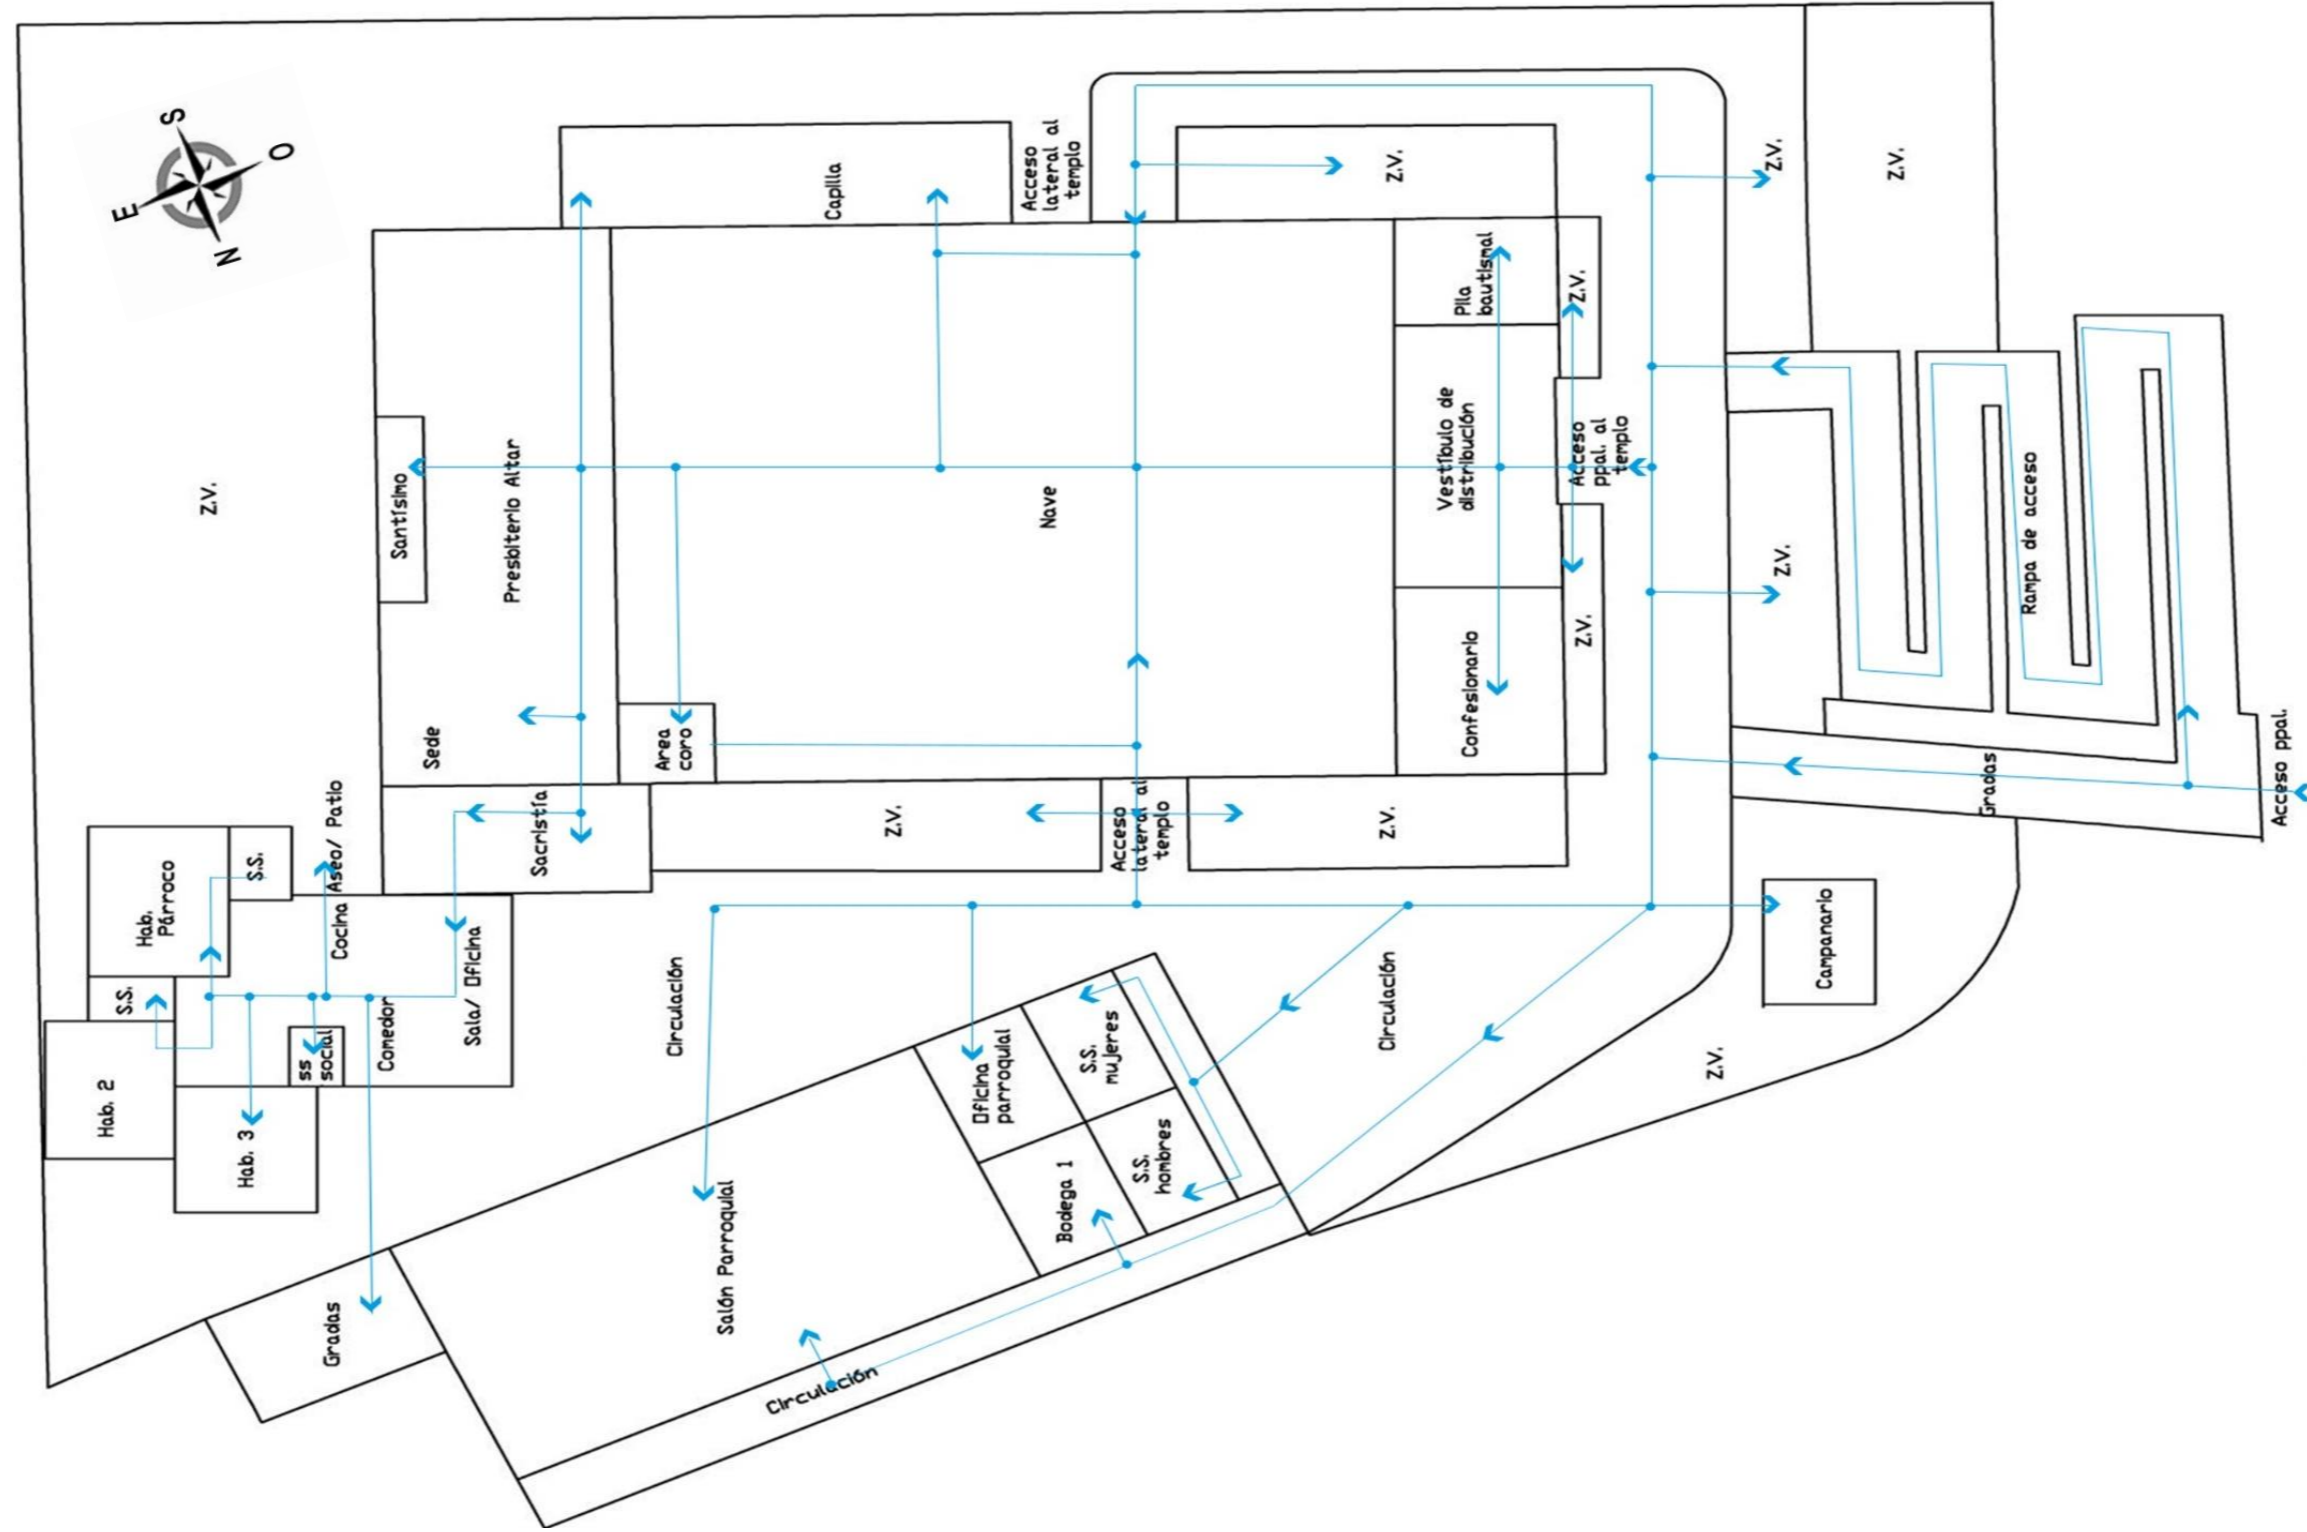 S
O
E
N
Z.V.
Capilla
Acceso
lateral al
templo
Z.V.
Z.V.
Z.V.
Santísimo
Presbiterio Altar
Nave
Pila
bautismal
Z.V.
Vestíbulo de
distribución
Acceso
ppal. al
templo
Confesionario
Z.V.
Z.V.
Rampa de acceso
Gradas
Acceso ppal.
Sede
Area
coro
Sacristía
Z.V.
Acceso
lateral al
templo
Z.V.
Campanario
Z.V.
Hab.
Párroco
S.S.
Aseo/ Patio
Cocina
S.S.
Hab. 2
Hab. 3
ss
social
Comedor
Sala/ Oficina
Circulación
Circulación
Oficina
parroquial
S.S.
mujeres
Bodega 1
S.S.
hombres
Salón Parroquial
Gradas
Circulación